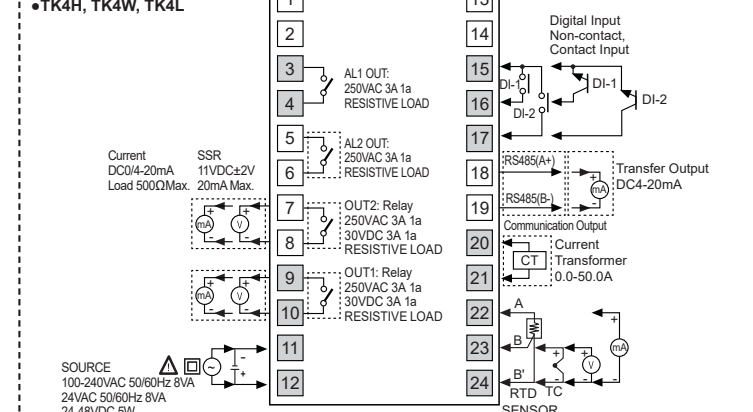 ●TK4H, TK4W, TK4L
1
2
3
4
5
6
7
8
9
10
11
12
13
14
15
16
17
18
19
20
21
22
23
24
AL1 OUT:
250VAC 3A 1a
RESISTIVE LOAD
AL2 OUT:
250VAC 3A 1a
RESISTIVE LOAD
Current
DC0/4-20mA
Load 500ΩMax.
SSR
11VDC±2V
20mA Max.
+
mA
-
+
V
-
OUT2: Relay
250VAC 3A 1a
30VDC 3A 1a
RESISTIVE LOAD
+
mA
-
+
V
-
OUT1: Relay
250VAC 3A 1a
30VDC 3A 1a
RESISTIVE LOAD
SOURCE
100-240VAC 50/60Hz 8VA
24VAC 50/60Hz 8VA
24-48VDC 5W
-
+
Digital Input
Non-contact,
Contact Input
DI-1
DI-2
DI-1
DI-2
RS485(A+)
RS485(B-)
Communication Output
+
mA
-
Transfer Output
DC4-20mA
CT
Current
Transformer
0.0-50.0A
A
B
B'
RTD
TC
+
-
+
V
-
+
mA
-
SENSOR